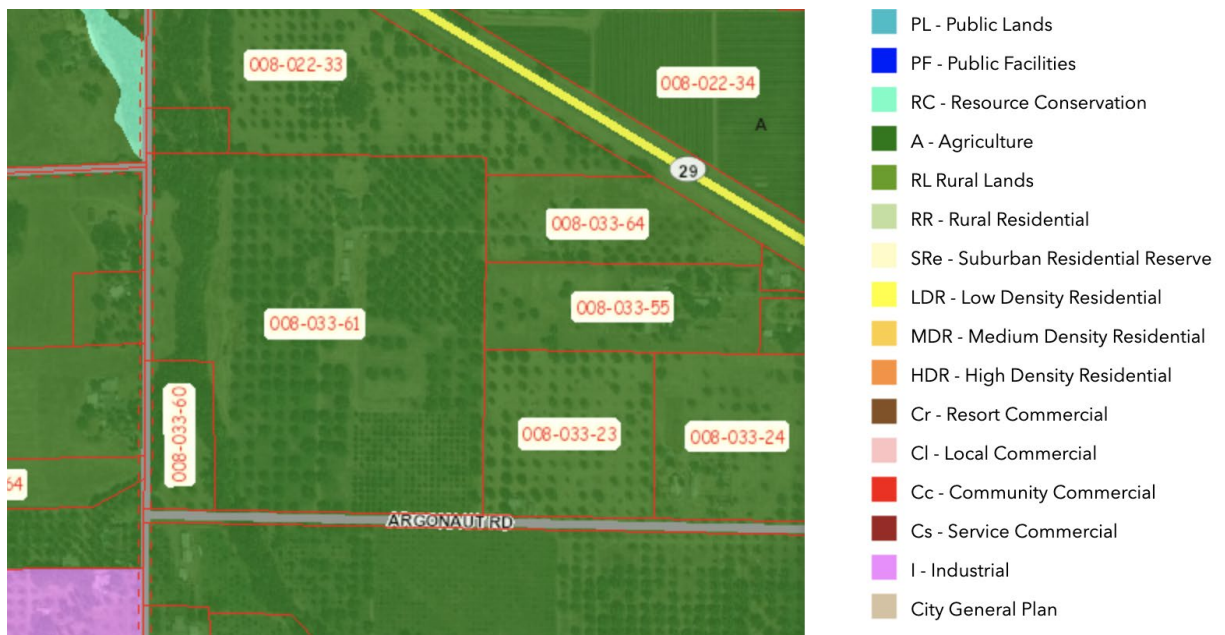 008-022-33
008-022-34
A
29
008-033-64
008-033-55
008-033-61
008-033-60
008-033-23
008-033-24
64
ARGONAUT RD
PL - Public Lands
PF - Public Facilities
RC - Resource Conservation
A - Agriculture
RL Rural Lands
RR - Rural Residential
SRe - Suburban Residential Reserve
LDR - Low Density Residential
MDR - Medium Density Residential
HDR - High Density Residential
Cr - Resort Commercial
Cl - Local Commercial
Cc - Community Commercial
Cs - Service Commercial
I - Industrial
City General Plan